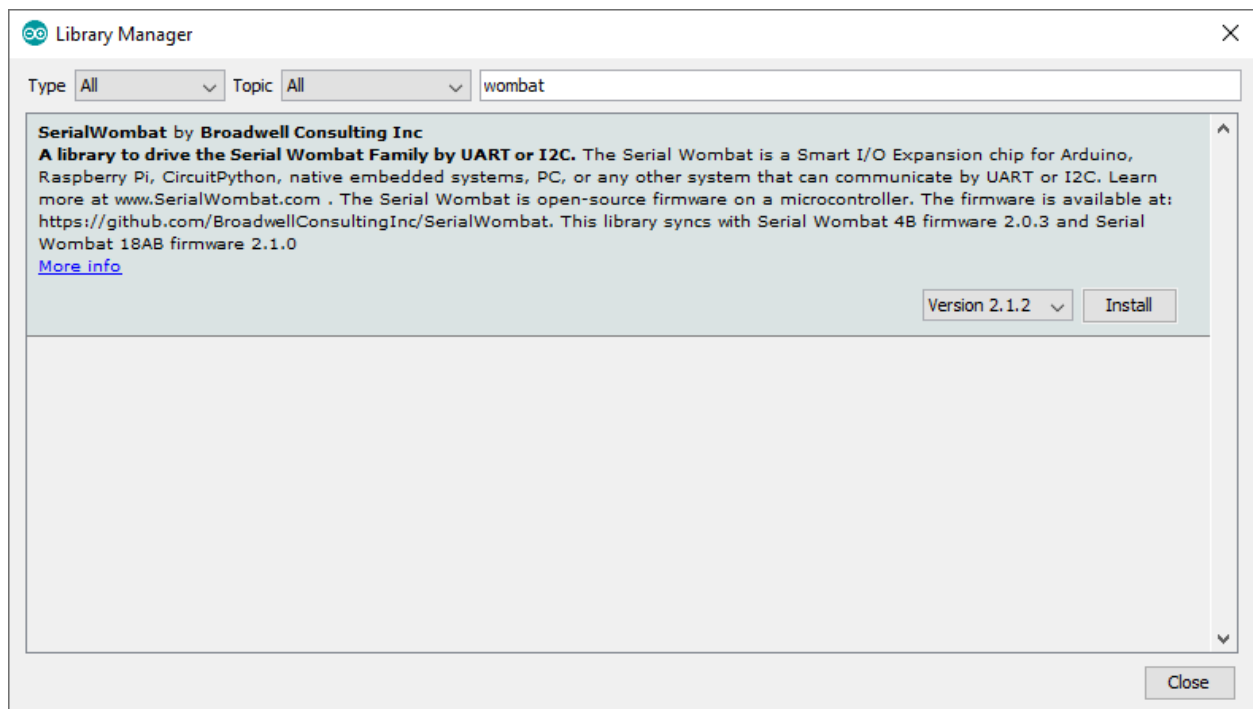 Library Manager
Type All Topic All wombat
SerialWombat by Broadwell Consulting Inc
A library to drive the Serial Wombat Family by UART or I2C. The Serial Wombat is a Smart I/O Expansion chip for Arduino,
Raspberry Pi, CircuitPython, native embedded systems, PC, or any other system that can communicate by UART or I2C. Learn
more at www.SerialWombat.com . The Serial Wombat is open-source firmware on a microcontroller. The firmware is available at:
https://github.com/BroadwellConsultingInc/SerialWombat. This library syncs with Serial Wombat 4B firmware 2.0.3 and Serial
Wombat 18AB firmware 2.1.0
More info
Version 2.1.2 Install
Close